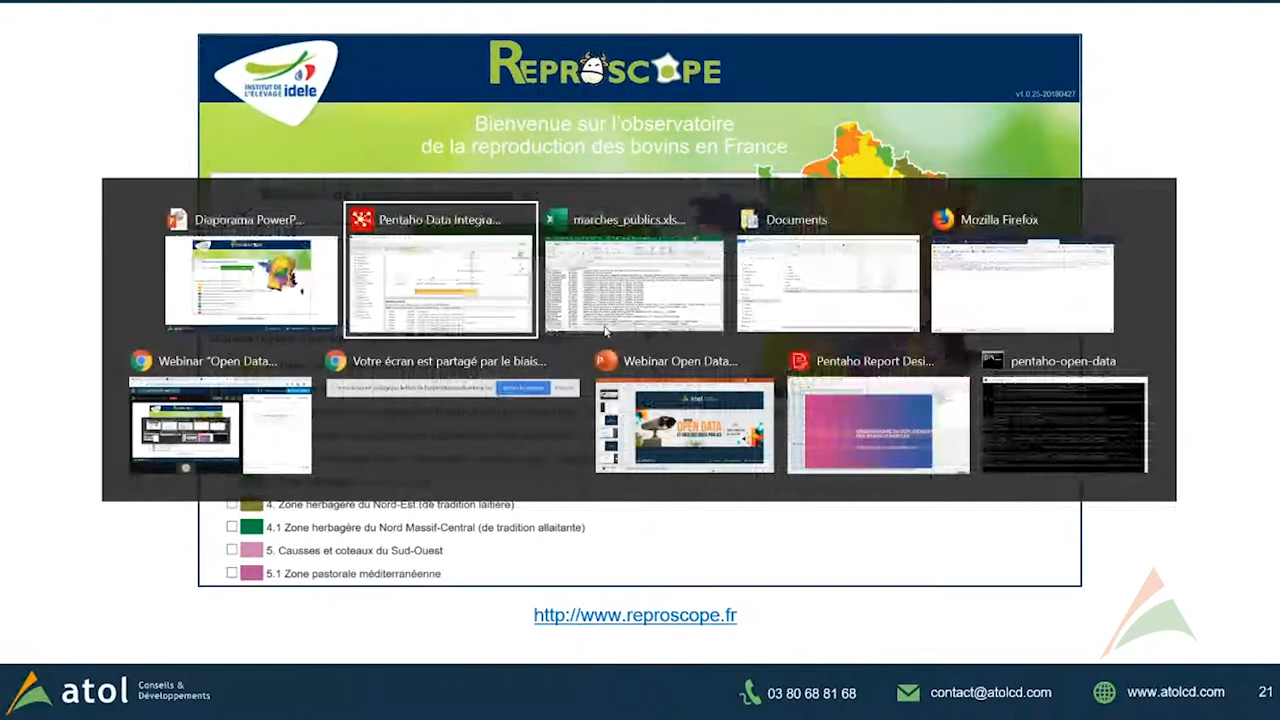 INSTITUT DE
L'ÉLEVAGE idele
REPROSCOPE
v1.0.25-20180427
Bienvenue sur l'observatoire
de la reproduction des bovins en France
Diaporama PowerP...
Pentaho Data Integra...
marches_publics.xls...
Documents
Mozilla Firefox
Webinar "Open Data...
Votre écran est partagé par le biais...
Webinar Open Data...
Pentaho Report Desi...
pentaho-open-data
atol
OPEN DATA
4. Zone herbagère du Nord-Est (de tradition laitière)
4.1 Zone herbagère du Nord Massif-Central (de tradition allaitante)
5. Causses et coteaux du Sud-Ouest
5.1 Zone pastorale méditerranéenne
http://www.reproscope.fr
atol Conseils &
Développements
03 80 68 81 68
contact@atolcd.com
www.atolcd.com
21